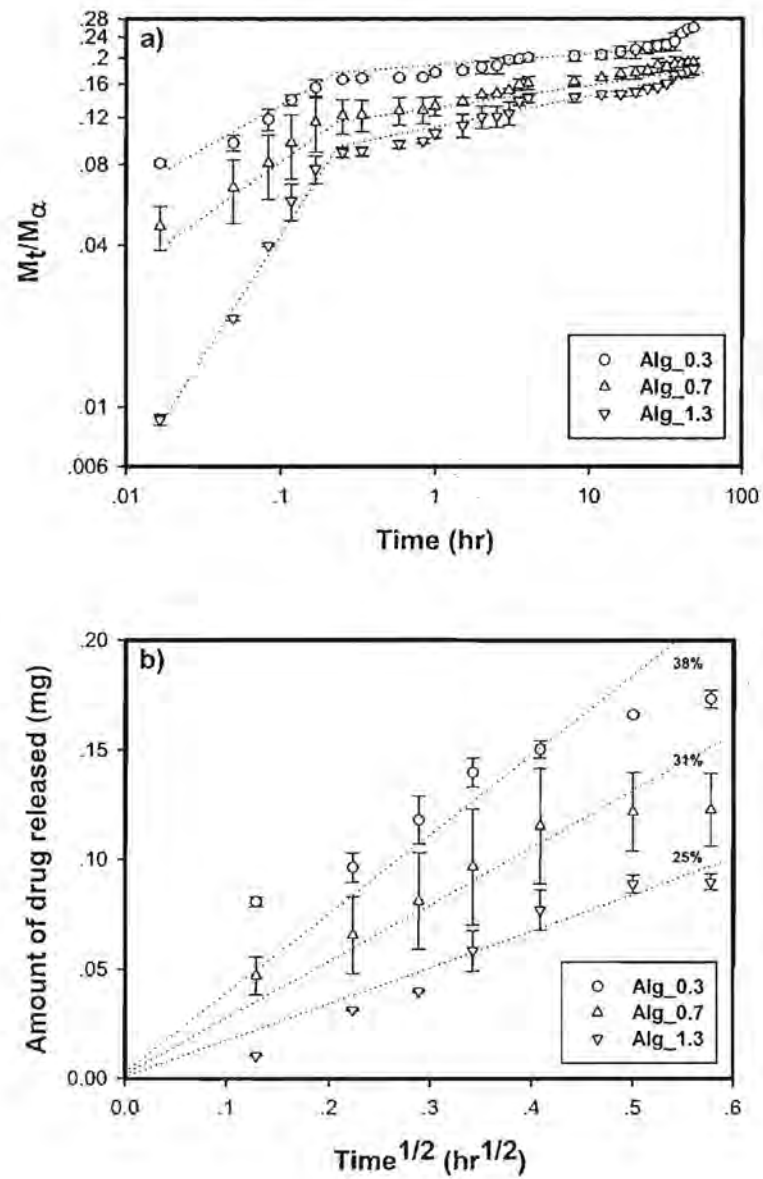 a)
.28
.24
.2
.16
.12
.08
.04
.01
.006
Mt/Mα
Alg_0.3
Alg_0.7
Alg_1.3
.01 .1 1 10 100
Time (hr)
b)
.20
.15
.10
.05
0.00
Amount of drug released (mg)
38%
31%
25%
Alg_0.3
Alg_0.7
Alg_1.3
0.0 .1 .2 .3 .4 .5 .6
Time1/2 (hr1/2)